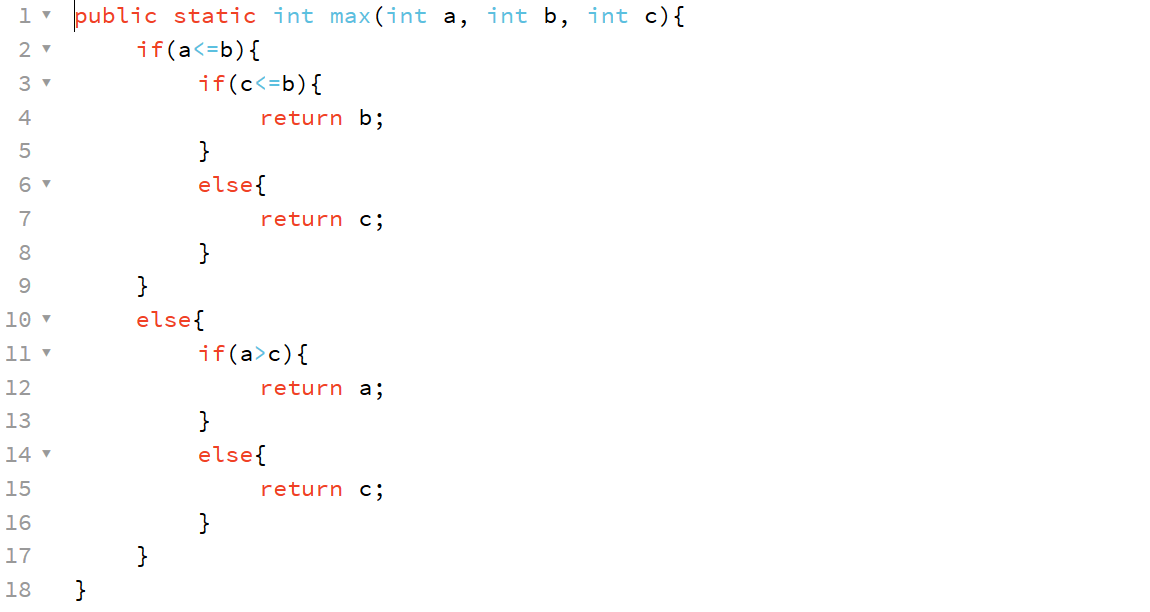 1 public static int max(int a, int b, int c){
2 if(a<=b){
3 if(c<=b){
4 return b;
5 }
6 else{
7 return c;
8 }
9 }
10 else{
11 if(a>c){
12 return a;
13 }
14 else{
15 return c;
16 }
17 }
18 }